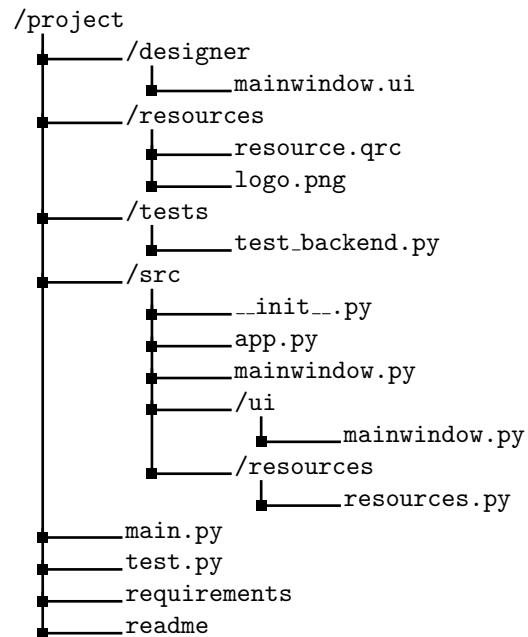 /project
/designer
mainwindow.ui
/resources
resource.qrc
logo.png
/tests
test_backend.py
/src
__init__.py
app.py
mainwindow.py
/ui
mainwindow.py
/resources
resources.py
main.py
test.py
requirements
readme